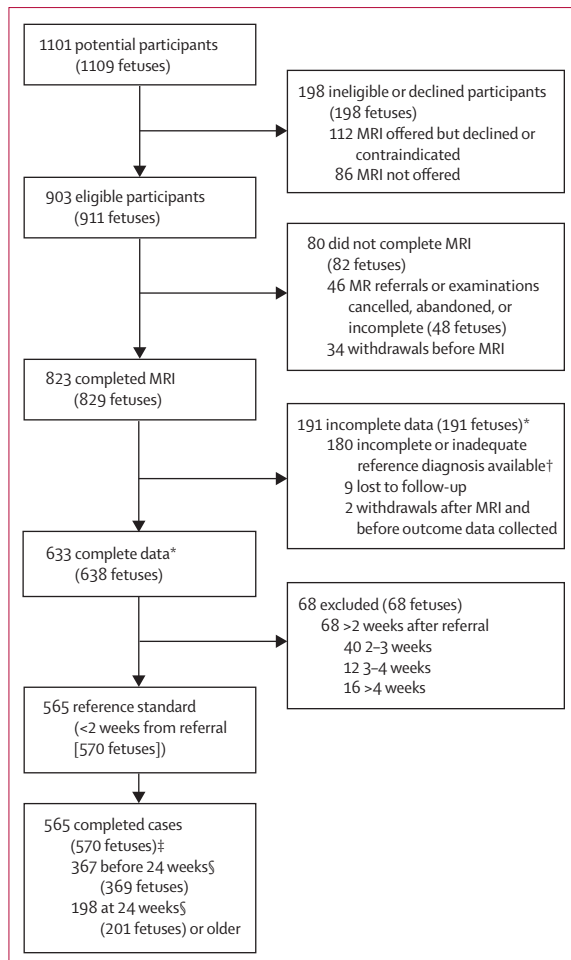 1101 potential participants
(1109 fetuses)
198 ineligible or declined participants
(198 fetuses)
112 MRI offered but declined or
contraindicated
86 MRI not offered
903 eligible participants
(911 fetuses)
80 did not complete MRI
(82 fetuses)
46 MR referrals or examinations
cancelled, abandoned, or
incomplete (48 fetuses)
34 withdrawals before MRI
823 completed MRI
(829 fetuses)
191 incomplete data (191 fetuses)*
180 incomplete or inadequate
reference diagnosis available†
9 lost to follow-up
2 withdrawals after MRI and
before outcome data collected
633 complete data*
(638 fetuses)
68 excluded (68 fetuses)
68 >2 weeks after referral
40 2–3 weeks
12 3–4 weeks
16 >4 weeks
565 reference standard
(<2 weeks from referral
[570 fetuses])
565 completed cases
(570 fetuses)‡
367 before 24 weeks§
(369 fetuses)
198 at 24 weeks§
(201 fetuses) or older